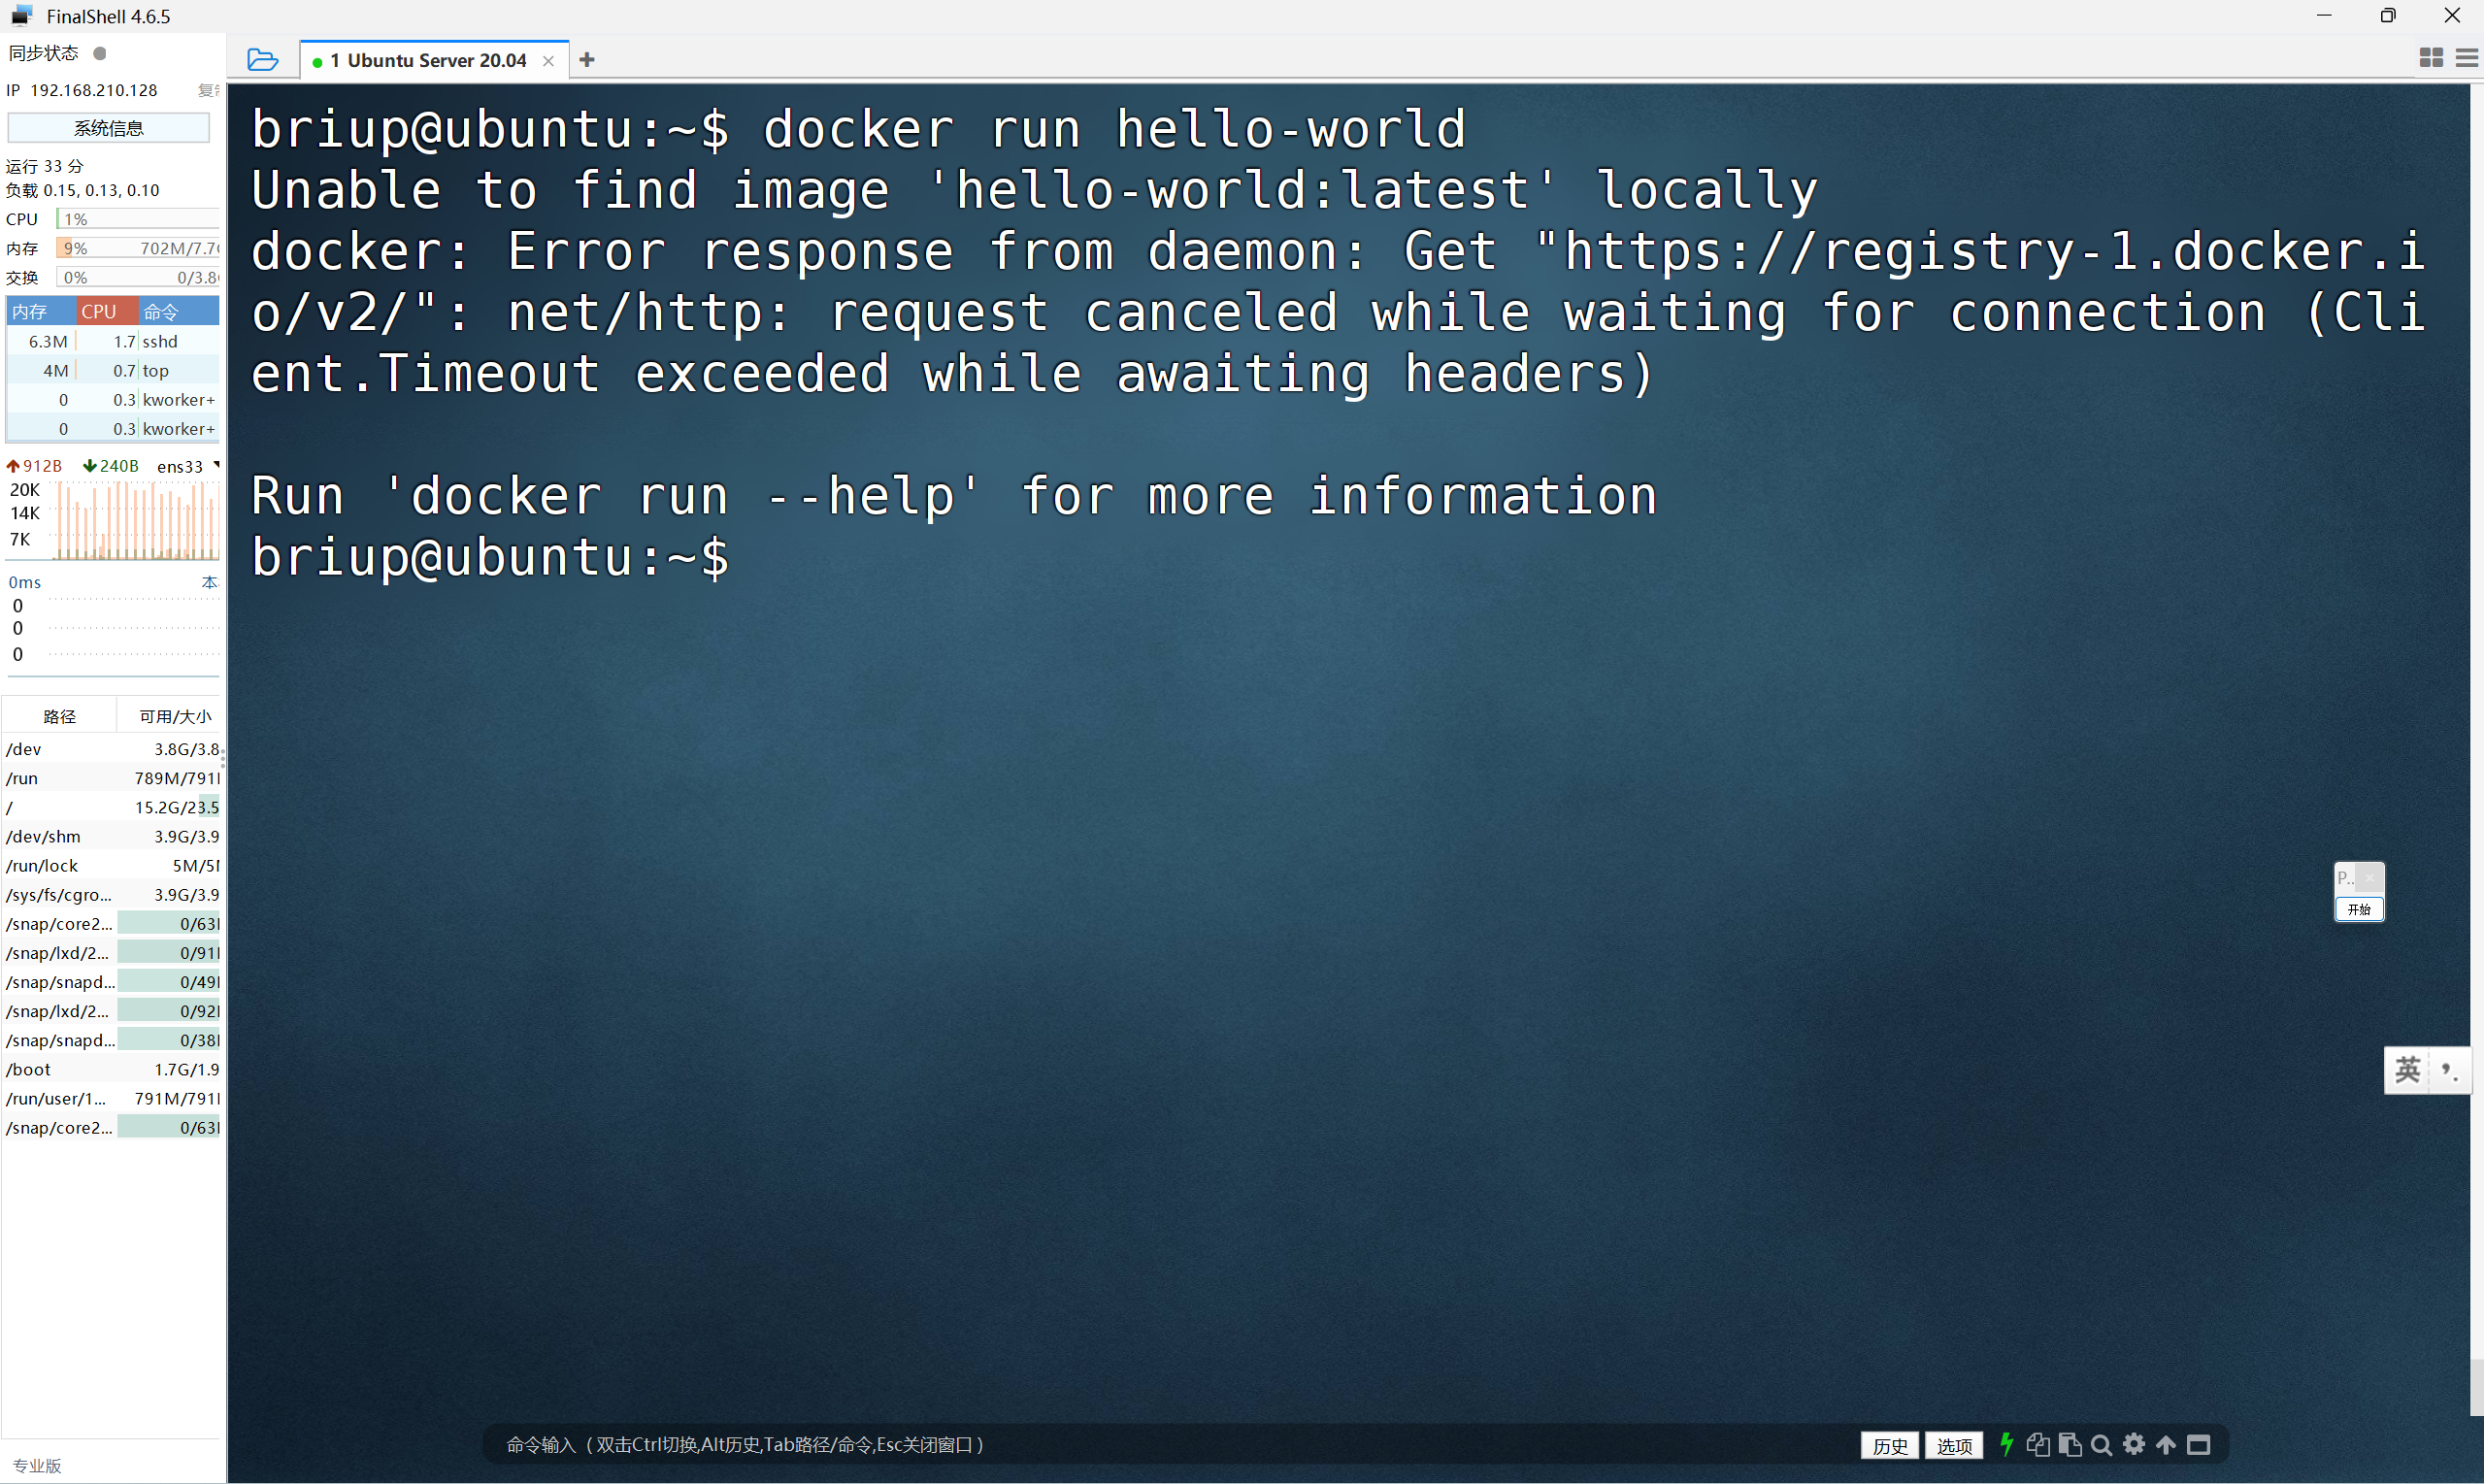 FinalShell 4.6.5
同步状态
1 Ubuntu Server 20.04
IP 192.168.210.128
系统信息
运行 33 分
负载 0.15, 0.13, 0.10
CPU 1%
内存 9% 702M/7.7
交换 0% 0/3.8
内存 CPU 命令
6.3M 1.7 sshd
4M 0.7 top
0 0.3 kworker+
0 0.3 kworker+
912B 240B ens33
20K
14K
7K
0ms 本
0
0
0
路径 可用/大小
/dev 3.8G/3.8
/run 789M/791
/ 15.2G/23.5
/dev/shm 3.9G/3.9
/run/lock 5M/5
/sys/fs/cgro... 3.9G/3.9
/snap/core2... 0/63
/snap/lxd/2... 0/91
/snap/snapd... 0/49
/snap/lxd/2... 0/92
/snap/snapd... 0/38
/boot 1.7G/1.9
/run/user/1... 791M/791
/snap/core2... 0/63
专业版
briup@ubuntu:~$ docker run hello-world
Unable to find image 'hello-world:latest' locally
docker: Error response from daemon: Get "https://registry-1.docker.i
o/v2/": net/http: request canceled while waiting for connection (Cli
ent.Timeout exceeded while awaiting headers)
Run 'docker run --help' for more information
briup@ubuntu:~$
P..
开始
英 ,.
命令输入 ( 双击Ctrl切换,Alt历史,Tab路径/命令,Esc关闭窗口 )
历史 选项